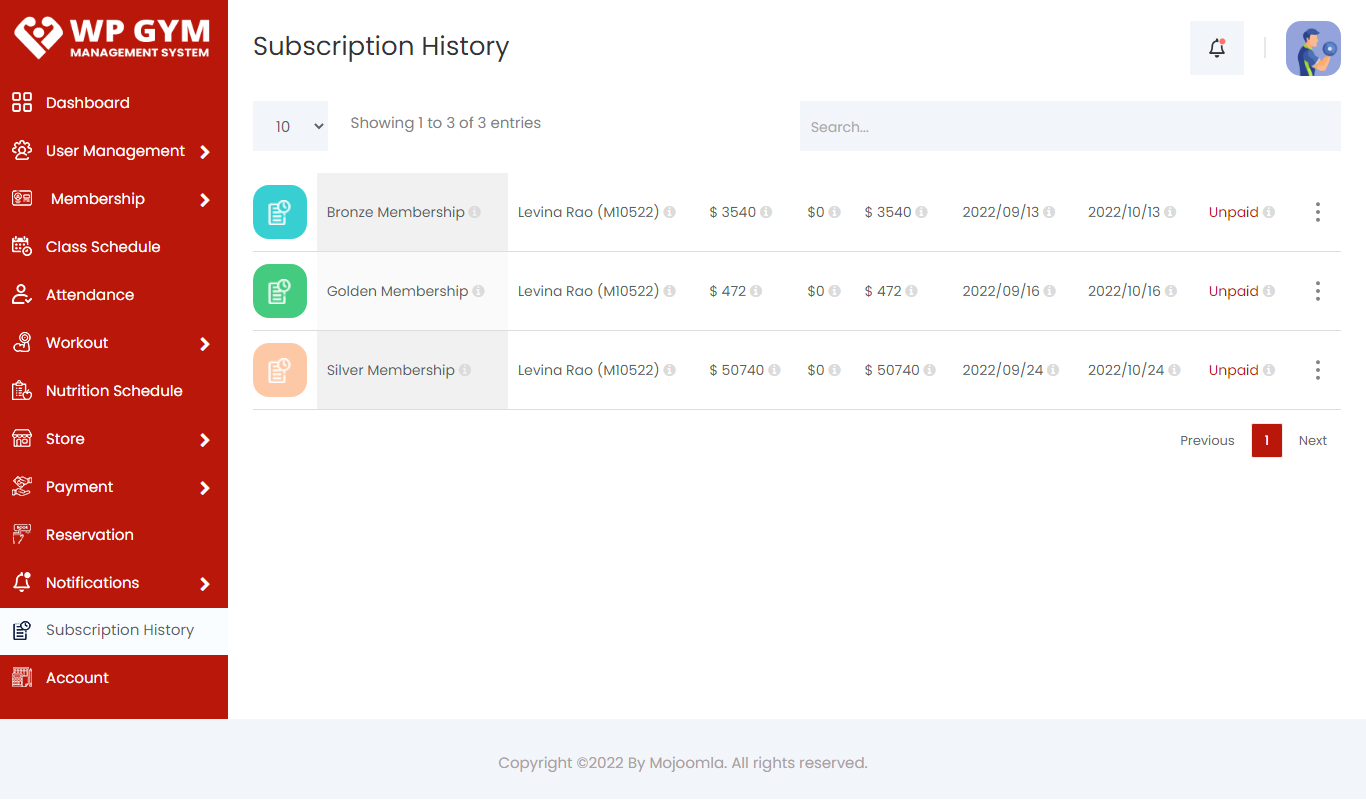 WP GYM
MANAGEMENT SYSTEM
Dashboard
User Management
Membership
Class Schedule
Attendance
Workout
Nutrition Schedule
Store
Payment
Reservation
Notifications
Subscription History
Account
Subscription History
10
Showing 1 to 3 of 3 entries
Search...
Bronze Membership Levina Rao (M10522) $ 3540 $0 $ 3540 2022/09/13 2022/10/13 Unpaid
Golden Membership Levina Rao (M10522) $ 472 $0 $ 472 2022/09/16 2022/10/16 Unpaid
Silver Membership Levina Rao (M10522) $ 50740 $0 $ 50740 2022/09/24 2022/10/24 Unpaid
Previous 1 Next
Copyright ©2022 By Mojoomla. All rights reserved.